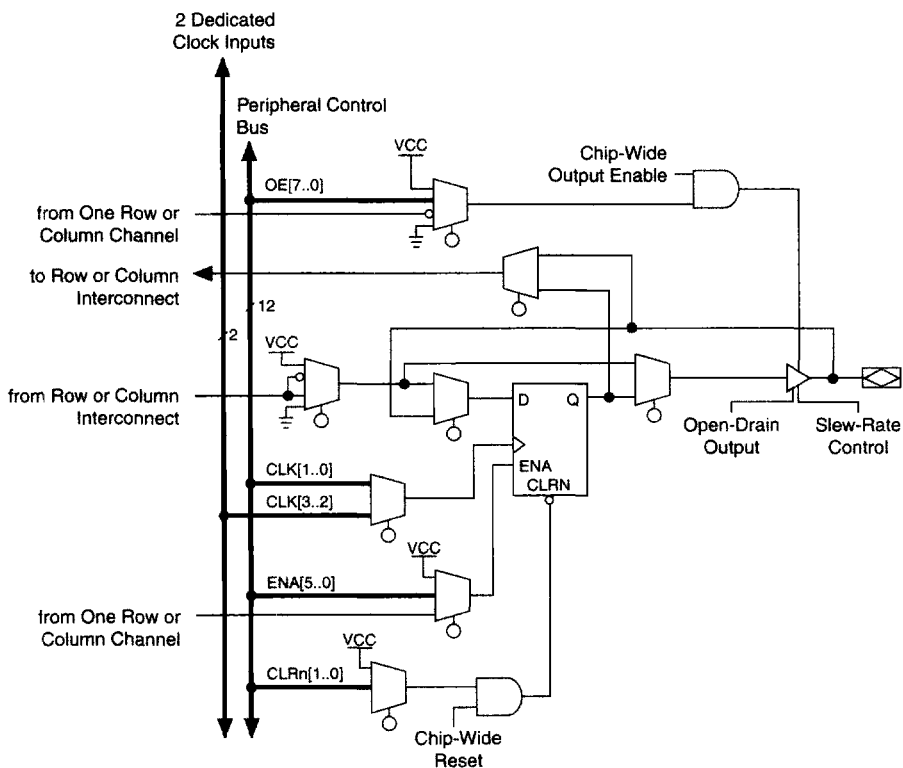 2 Dedicated
Clock Inputs
Peripheral Control
Bus
VCC
OE[7..0]
Chip-Wide
Output Enable
from One Row or
Column Channel
to Row or Column
Interconnect
12
2
VCC
from Row or Column
Interconnect
D
Q
ENA
CLRN
Open-Drain
Output
Slew-Rate
Control
CLK[1..0]
CLK[3..2]
VCC
ENA[5..0]
from One Row or
Column Channel
VCC
CLRn[1..0]
Chip-Wide
Reset